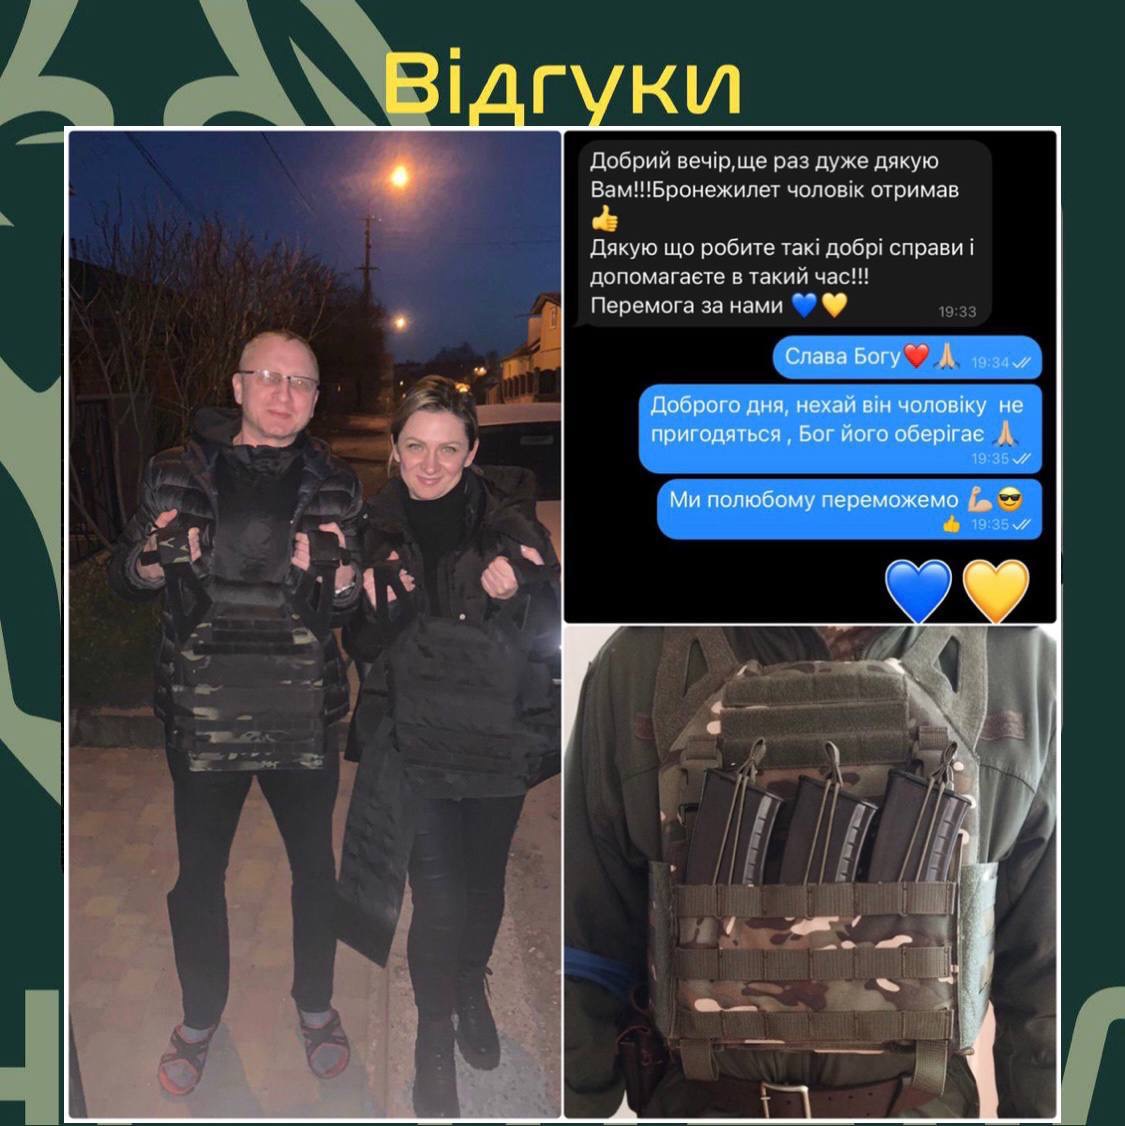 Відгуки
Добрий вечір,ще раз дуже дякую
Вам!!!Бронежилет чоловік отримав
👍
Дякую що робите такі добрі справи і
допомагаєте в такий час!!!
Перемога за нами 💙💛
19:33
Слава Богу❤️🙏🏼 19:34
Доброго дня, нехай він чоловіку не
пригодяться , Бог його оберігає 🙏🏼
19:35
Ми полюбому переможемо 💪🏼😎
👍 19:35
💙💛